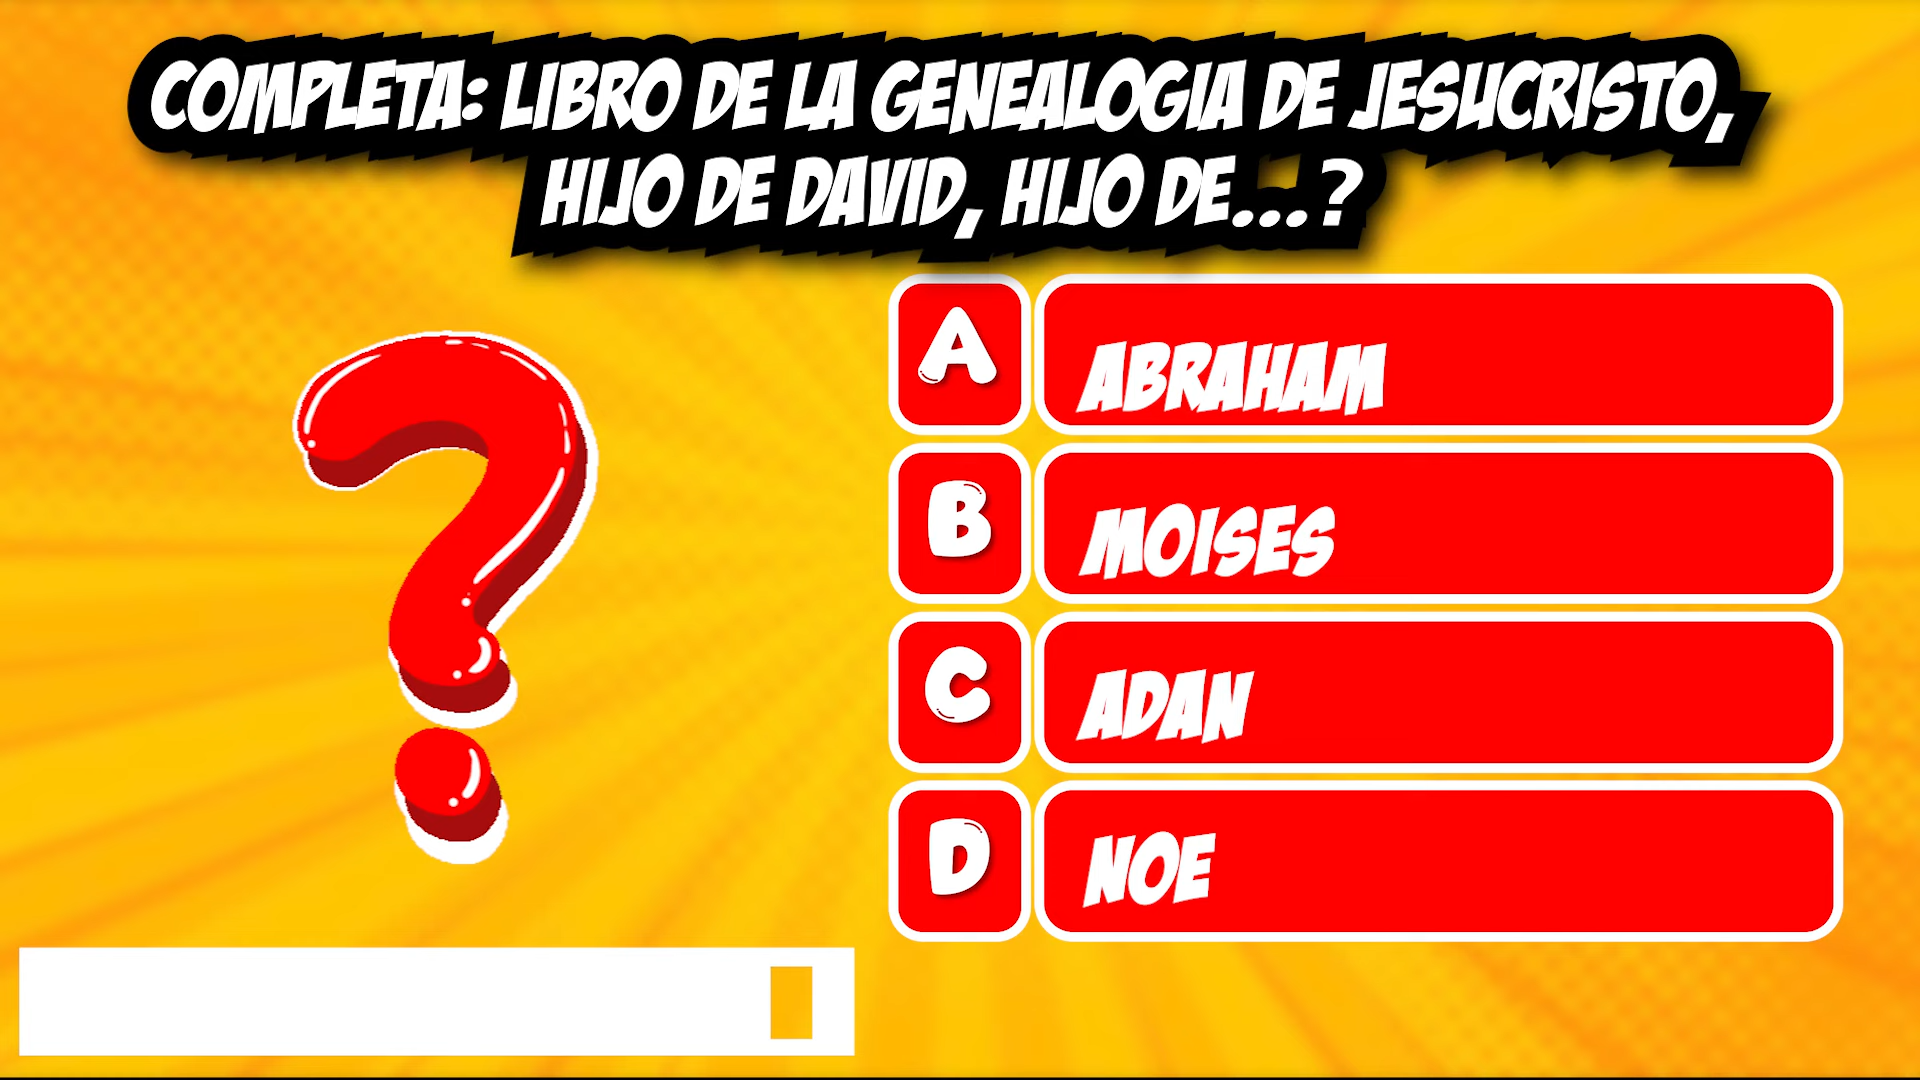 COMPLETA: LIBRO DE LA GENEALOGIA DE JESUCRISTO,
HIJO DE DAVID, HIJO DE...?
A ABRAHAM
B MOISES
C ADAN
D NOE